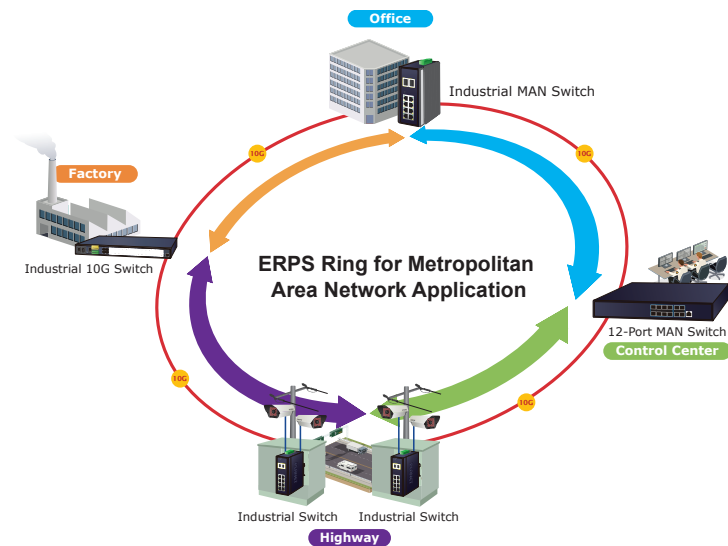 Office
Industrial MAN Switch
10G
10G
Factory
Industrial 10G Switch
ERPS Ring for Metropolitan
Area Network Application
12-Port MAN Switch
Control Center
10G
10G
Industrial Switch
Industrial Switch
Highway